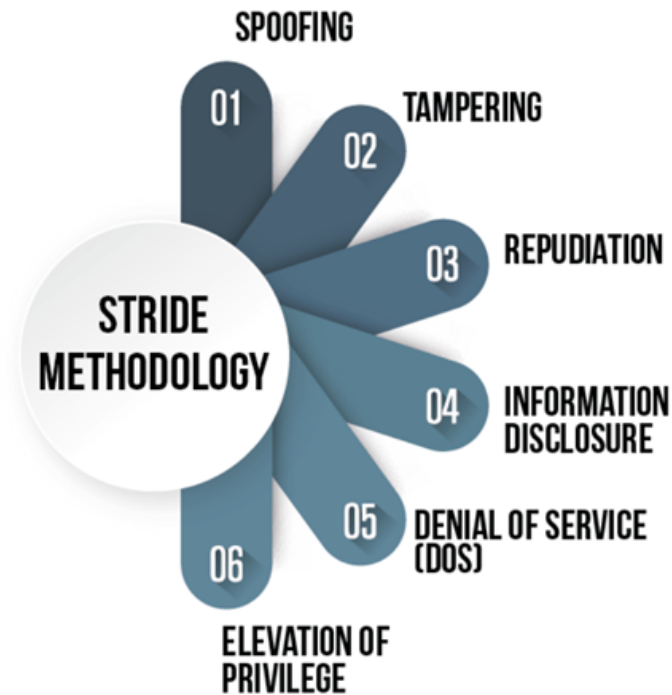 SPOOFING
01
TAMPERING
02
REPUDIATION
03
STRIDE
METHODOLOGY
04
INFORMATION
DISCLOSURE
05
DENIAL OF SERVICE
(DOS)
06
ELEVATION OF
PRIVILEGE